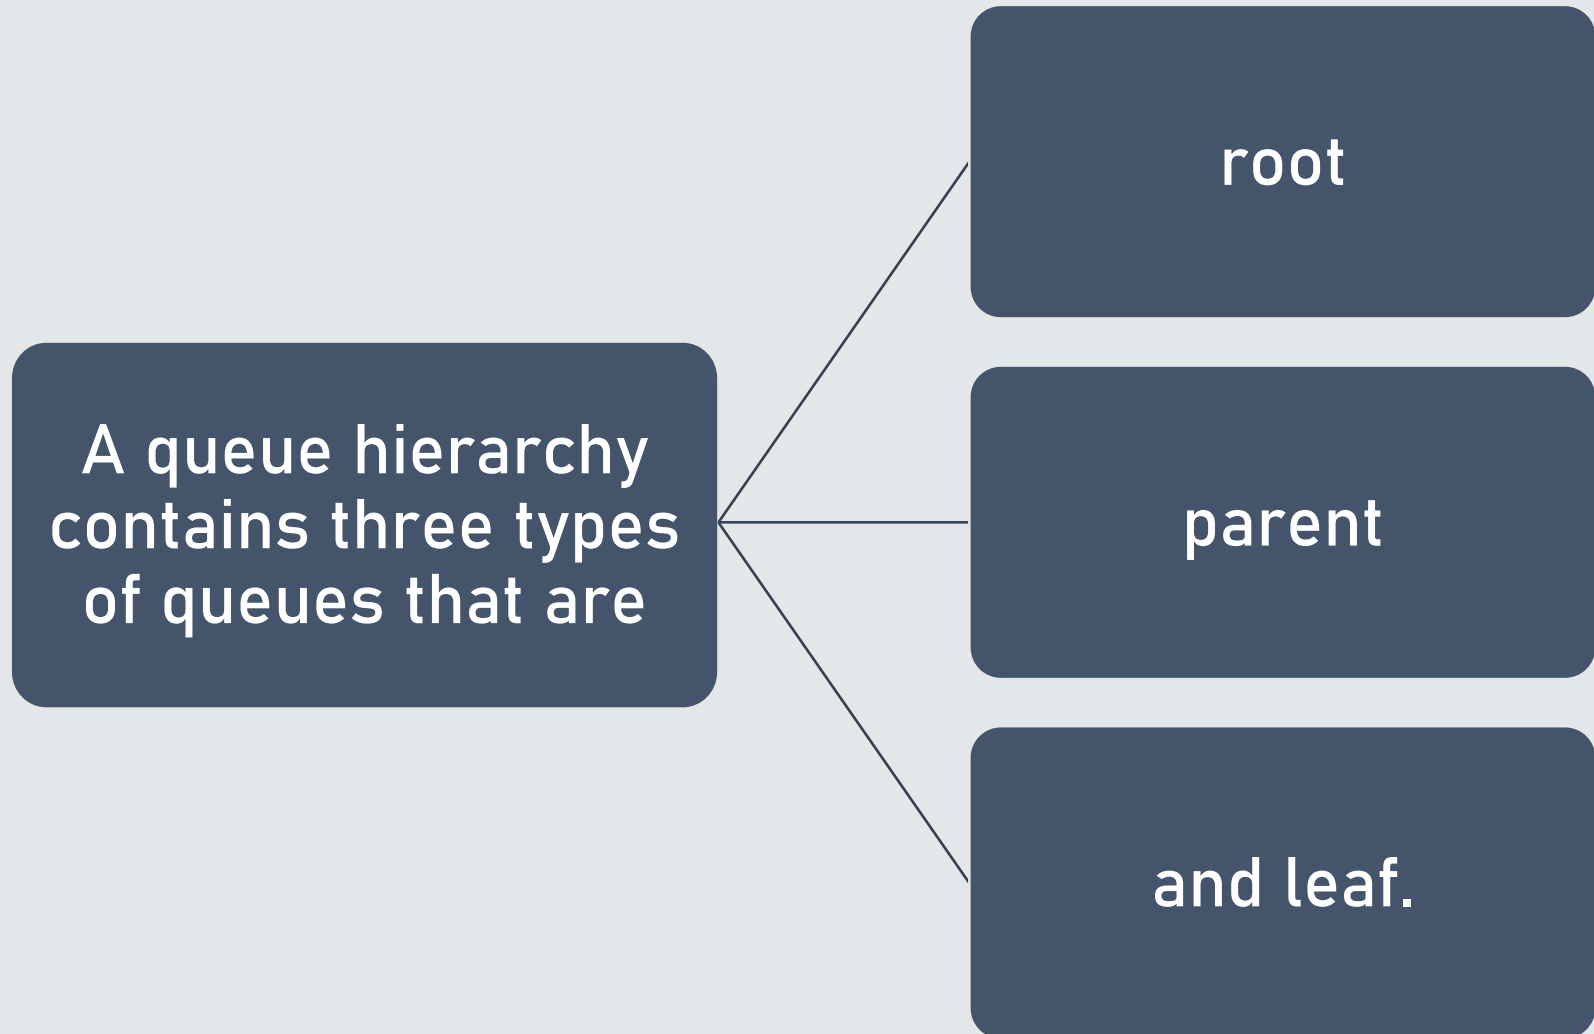 A queue hierarchy
contains three types
of queues that are
root
parent
and leaf.